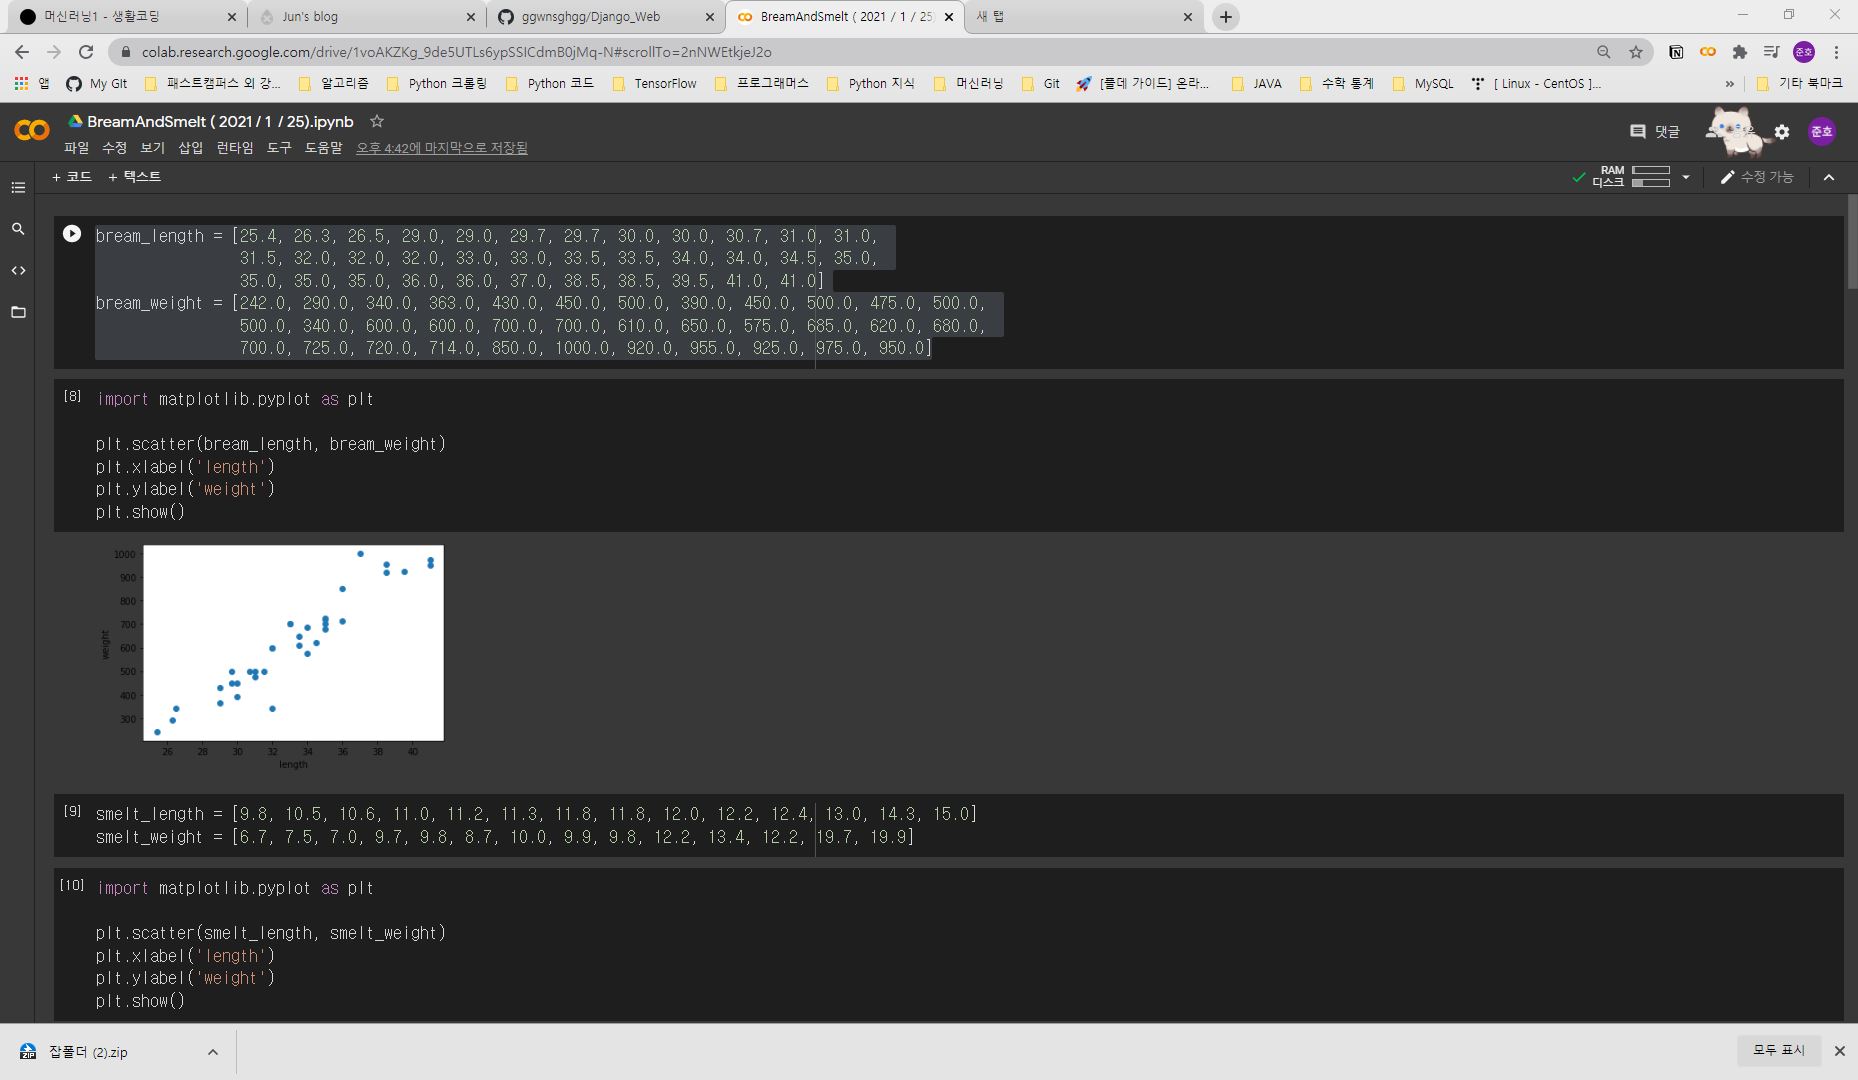 머신러닝1 - 생활코딩
Jun's blog
ggwnsghgg/Django_Web
BreamAndSmelt ( 2021 / 1 / 25)
새 탭
colab.research.google.com/drive/1voAKZKg_9de5UTLs6ypSSICdmB0jMq-N#scrollTo=2nNWEtkjeJ2o
준호
앱
My GIt
패스트캠퍼스 외 강...
알고리즘
Python 크롤링
Python 코드
TensorFlow
프로그래머스
Python 지식
머신러닝
Git
[플데 가이드] 온라...
JAVA
수학 통계
MySQL
[ Linux - CentOS ]...
기타 북마크
BreamAndSmelt ( 2021 / 1 / 25).ipynb
파일 수정 보기 삽입 런타임 도구 도움말 오후 4:42에 마지막으로 저장됨
댓글
준호
+ 코드 + 텍스트
RAM
디스크
수정 가능
bream_length = [25.4, 26.3, 26.5, 29.0, 29.0, 29.7, 29.7, 30.0, 30.0, 30.7, 31.0, 31.0,
31.5, 32.0, 32.0, 32.0, 33.0, 33.0, 33.5, 33.5, 34.0, 34.0, 34.5, 35.0,
35.0, 35.0, 35.0, 36.0, 36.0, 37.0, 38.5, 38.5, 39.5, 41.0, 41.0]
bream_weight = [242.0, 290.0, 340.0, 363.0, 430.0, 450.0, 500.0, 390.0, 450.0, 500.0, 475.0, 500.0,
500.0, 340.0, 600.0, 600.0, 700.0, 700.0, 610.0, 650.0, 575.0, 685.0, 620.0, 680.0,
700.0, 725.0, 720.0, 714.0, 850.0, 1000.0, 920.0, 955.0, 925.0, 975.0, 950.0]
[8]
import matplotlib.pyplot as plt
plt.scatter(bream_length, bream_weight)
plt.xlabel('length')
plt.ylabel('weight')
plt.show()
1000
900
800
700
600
500
400
300
weight
26 28 30 32 34 36 38 40
length
[9]
smelt_length = [9.8, 10.5, 10.6, 11.0, 11.2, 11.3, 11.8, 11.8, 12.0, 12.2, 12.4, 13.0, 14.3, 15.0]
smelt_weight = [6.7, 7.5, 7.0, 9.7, 9.8, 8.7, 10.0, 9.9, 9.8, 12.2, 13.4, 12.2, 19.7, 19.9]
[10]
import matplotlib.pyplot as plt
plt.scatter(smelt_length, smelt_weight)
plt.xlabel('length')
plt.ylabel('weight')
plt.show()
잡폴더 (2).zip
모두 표시